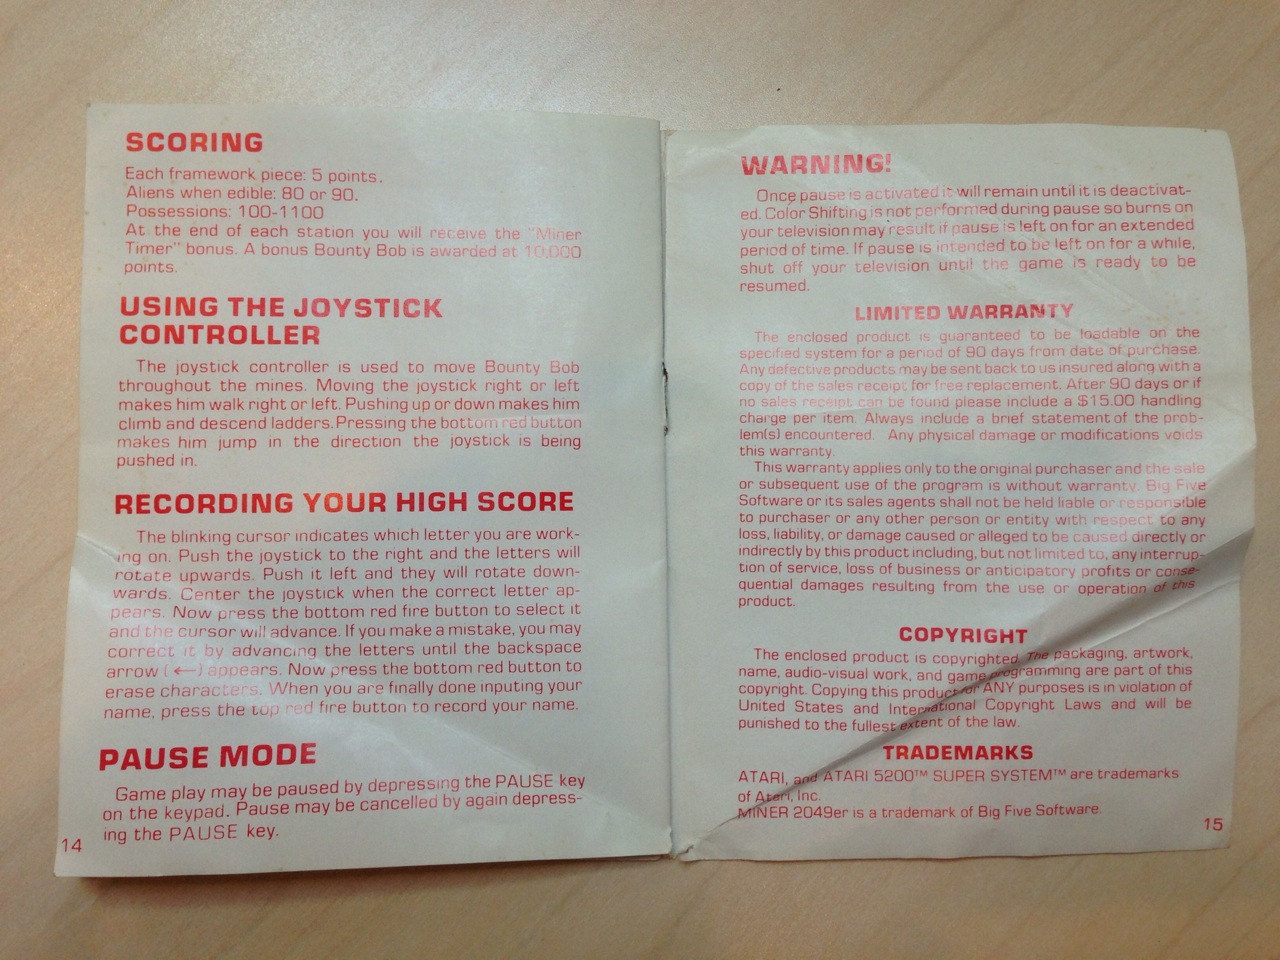 SCORING
Each framework piece: 5 points.
Aliens when edible: 80 or 90.
Possessions: 100-1100
At the end of each station you will receive the "Miner
Timer" bonus. A bonus Bounty Bob is awarded at 10,000
points.
USING THE JOYSTICK
CONTROLLER
The joystick controller is used to move Bounty Bob
throughout the mines. Moving the joystick right or left
makes him walk right or left. Pushing up or down makes him
climb and descend ladders. Pressing the bottom red button
makes him jump in the direction the joystick is being
pushed in.
RECORDING YOUR HIGH SCORE
The blinking cursor indicates which letter you are work-
ing on. Push the joystick to the right and the letters will
rotate upwards. Push it left and they will rotate down-
wards. Center the joystick when the correct letter ap-
pears. Now press the bottom red fire button to select it
and the cursor will advance. If you make a mistake, you may
correct it by advancing the letters until the backspace
arrow (←) appears. Now press the bottom red button to
erase characters. When you are finally done inputing your
name, press the top red fire button to record your name.
PAUSE MODE
Game play may be paused by depressing the PAUSE key
on the keypad. Pause may be cancelled by again depress-
ing the PAUSE key.
14
WARNING!
Once pause is activated it will remain until it is deactivat-
ed. Color Shifting is not performed during pause so burns on
your television may result if pause is left on for an extended
period of time. If pause is intended to be left on for a while,
shut off your television until the game is ready to be
resumed.
LIMITED WARRANTY
The enclosed product is guaranteed to be loadable on the
specified system for a period of 90 days from date of purchase.
Any defective products may be sent back to us insured along with a
copy of the sales receipt for free replacement. After 90 days or if
no sales receipt can be found please include a $15.00 handling
charge per item. Always include a brief statement of the prob-
lem(s) encountered. Any physical damage or modifications voids
this warranty.
This warranty applies only to the original purchaser and the sale
or subsequent use of the program is without warranty. Big Five
Software or its sales agents shall not be held liable or responsible
to purchaser or any other person or entity with respect to any
loss, liability, or damage caused or alleged to be caused directly or
indirectly by this product including, but not limited to, any interrup-
tion of service, loss of business or anticipatory profits or conse-
quential damages resulting from the use or operation of this
product.
COPYRIGHT
The enclosed product is copyrighted. The packaging, artwork,
name, audio-visual work, and game programming are part of this
copyright. Copying this product for ANY purposes is in violation of
United States and International Copyright Laws and will be
punished to the fullest extent of the law.
TRADEMARKS
ATARI, and ATARI 5200™ SUPER SYSTEM™ are trademarks
of Atari, Inc.
MINER 2049er is a trademark of Big Five Software.
15